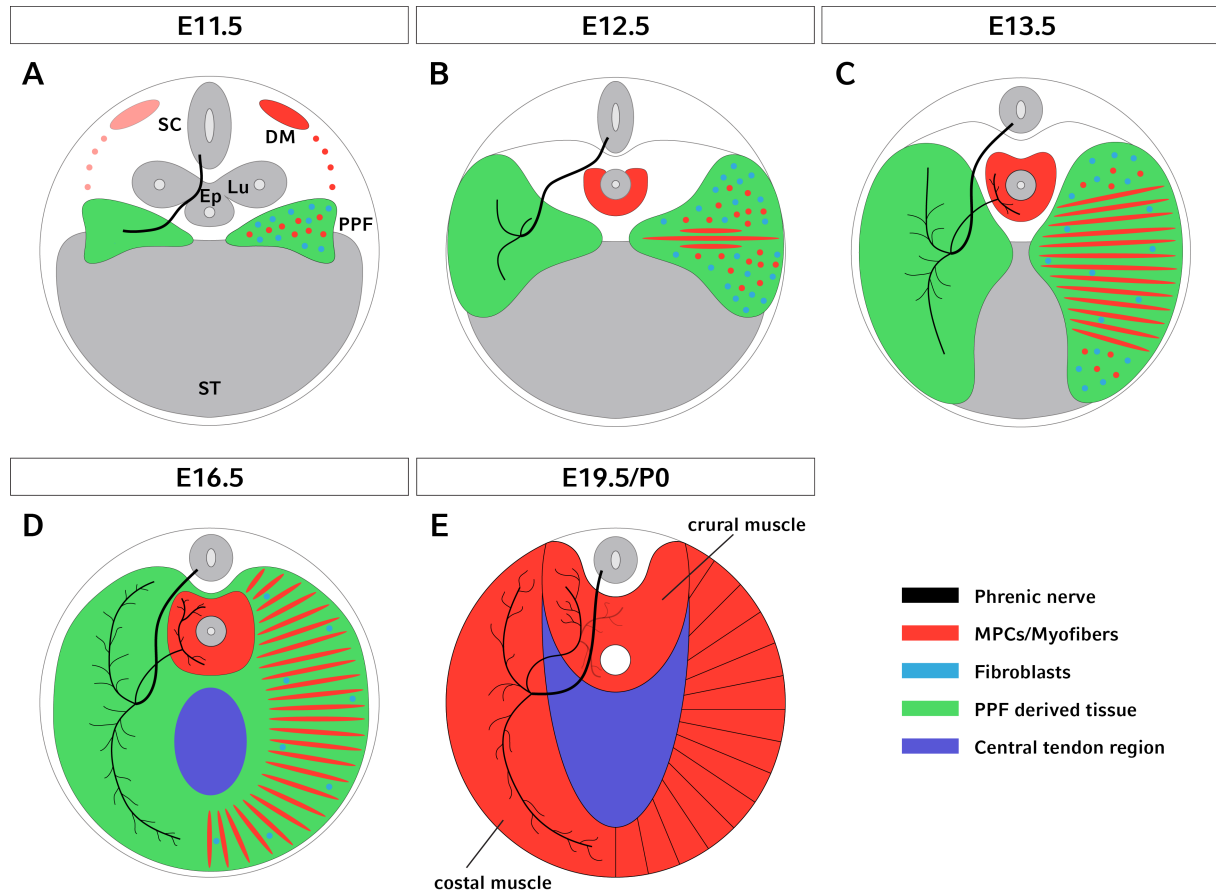 E11.5
E12.5
E13.5
A
B
C
SC
DM
Ep
Lu
PPF
ST
E16.5
E19.5/P0
D
E
crural muscle
costal muscle
Phrenic nerve
MPCs/Myofibers
Fibroblasts
PPF derived tissue
Central tendon region